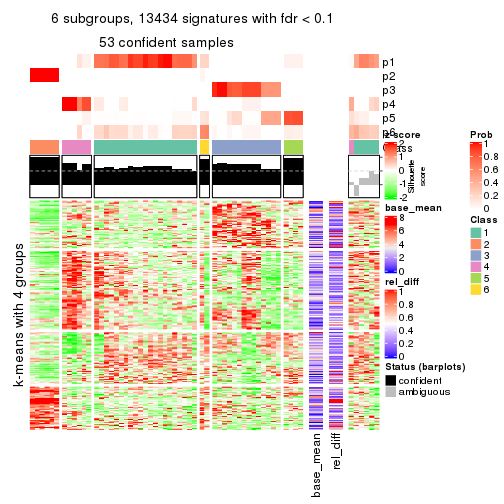 6 subgroups, 13434 signatures with fdr < 0.1
53 confident samples
p1
p2
p3
p4
p5
p6
z-score
2
1
0
-1
-2
Class
Silhouette
score
base_mean
8
6
4
2
0
rel_diff
1
0.8
0.6
0.4
0.2
0
Status (barplots)
confident
ambiguous
Prob
1
0.8
0.6
0.4
0.2
0
Class
1
2
3
4
5
6
k-means with 4 groups
base_mean
rel_diff